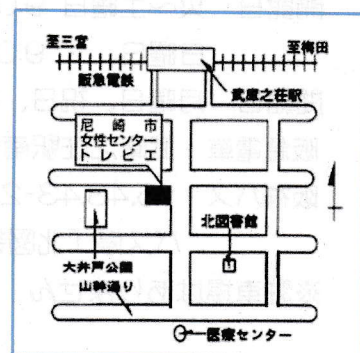 至三宮
至梅田
阪急電鉄
武庫之荘駅
尼崎市
女性センター
トレピエ
北図書館
大井戸公園
山幹通り
医療センター